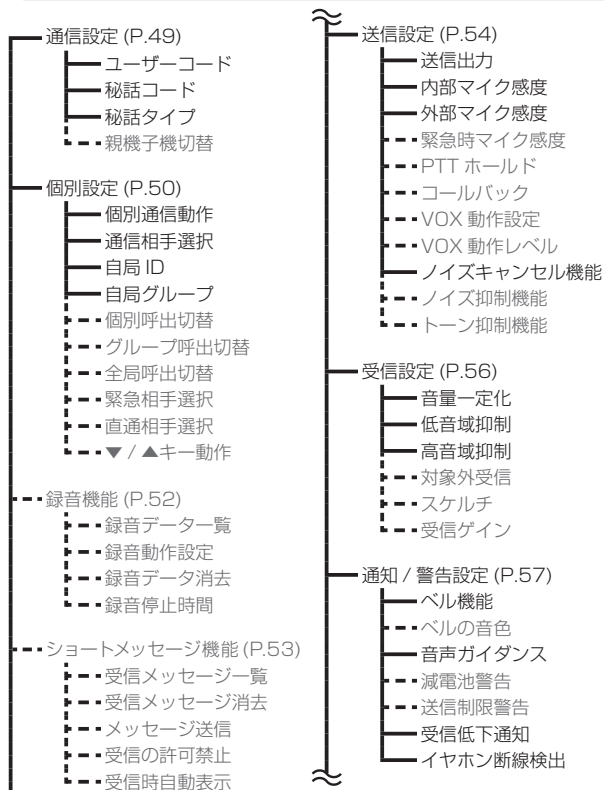 通信設定 (P.49)
ユーザーコード
秘話コード
秘話タイプ
親機子機切替
個別設定 (P.50)
個別通信動作
通信相手選択
自局 ID
自局グループ
個別呼出切替
グループ呼出切替
全局呼出切替
緊急相手選択
直通相手選択
▼ / ▲キー動作
録音機能 (P.52)
録音データ一覧
録音動作設定
録音データ消去
録音停止時間
ショートメッセージ機能 (P.53)
受信メッセージ一覧
受信メッセージ消去
メッセージ送信
受信の許可禁止
受信時自動表示
送信設定 (P.54)
送信出力
内部マイク感度
外部マイク感度
緊急時マイク感度
PTT ホールド
コールバック
VOX 動作設定
VOX 動作レベル
ノイズキャンセル機能
ノイズ抑制機能
トーン抑制機能
受信設定 (P.56)
音量一定化
低音域抑制
高音域抑制
対象外受信
スケルチ
受信ゲイン
通知 / 警告設定 (P.57)
ベル機能
ベルの音色
音声ガイダンス
減電池警告
送信制限警告
受信低下通知
イヤホン断線検出